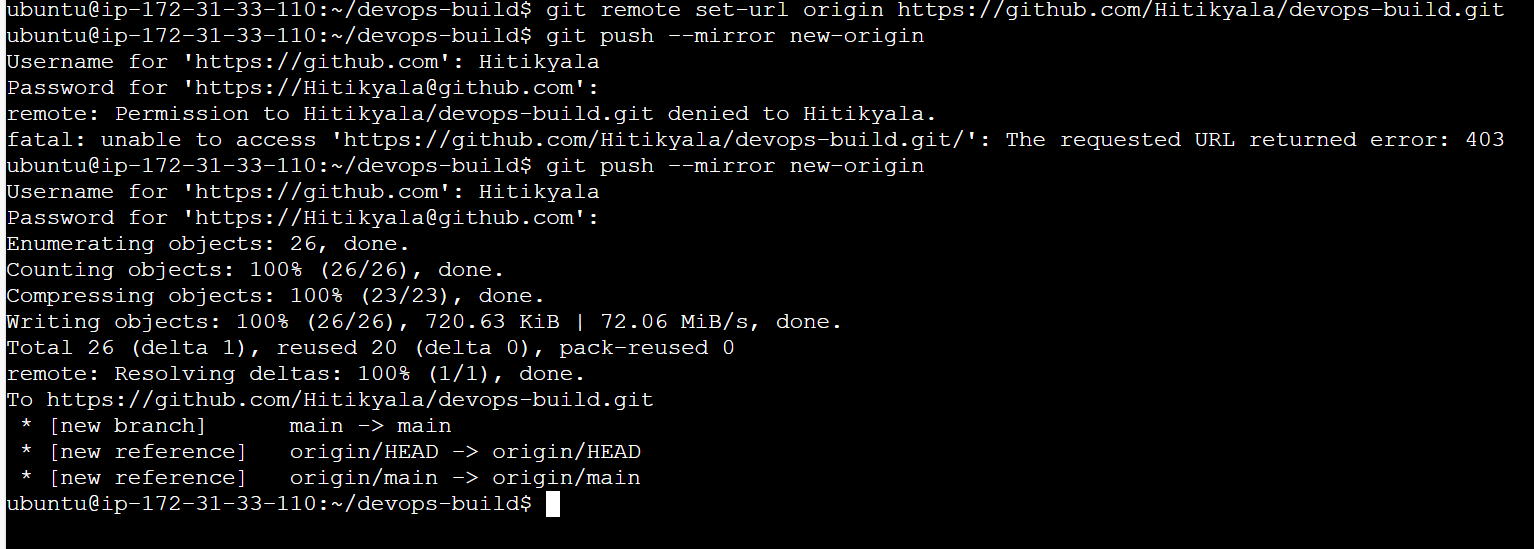 ubuntu@ip-172-31-33-110:~/devops-build$ git remote set-url origin https://github.com/Hitikyala/devops-build.git
ubuntu@ip-172-31-33-110:~/devops-build$ git push --mirror new-origin
Username for 'https://github.com': Hitikyala
Password for 'https://Hitikyala@github.com':
remote: Permission to Hitikyala/devops-build.git denied to Hitikyala.
fatal: unable to access 'https://github.com/Hitikyala/devops-build.git/': The requested URL returned error: 403
ubuntu@ip-172-31-33-110:~/devops-build$ git push --mirror new-origin
Username for 'https://github.com': Hitikyala
Password for 'https://Hitikyala@github.com':
Enumerating objects: 26, done.
Counting objects: 100% (26/26), done.
Compressing objects: 100% (23/23), done.
Writing objects: 100% (26/26), 720.63 KiB | 72.06 MiB/s, done.
Total 26 (delta 1), reused 20 (delta 0), pack-reused 0
remote: Resolving deltas: 100% (1/1), done.
To https://github.com/Hitikyala/devops-build.git
 * [new branch]      main -> main
 * [new reference]   origin/HEAD -> origin/HEAD
 * [new reference]   origin/main -> origin/main
ubuntu@ip-172-31-33-110:~/devops-build$